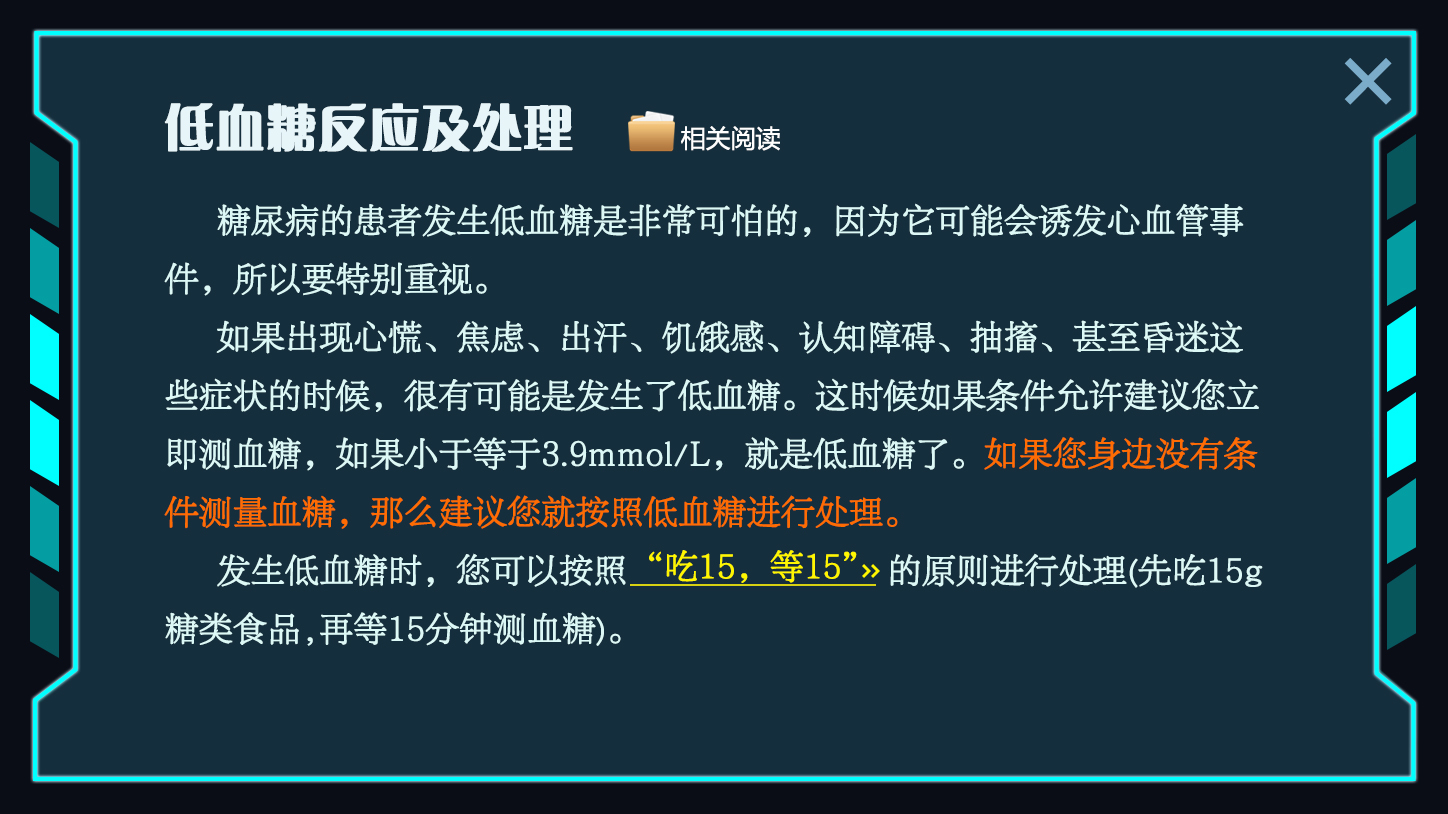 低血糖反应及处理
相关阅读
糖尿病的患者发生低血糖是非常可怕的，因为它可能会诱发心血管事
件，所以要特别重视。
如果出现心慌、焦虑、出汗、饥饿感、认知障碍、抽搐、甚至昏迷这
些症状的时候，很有可能是发生了低血糖。这时候如果条件允许建议您立
即测血糖，如果小于等于3.9mmol/L，就是低血糖了。如果您身边没有条
件测量血糖，那么建议您就按照低血糖进行处理。
发生低血糖时，您可以按照“吃15，等15”»的原则进行处理(先吃15g
糖类食品,再等15分钟测血糖)。